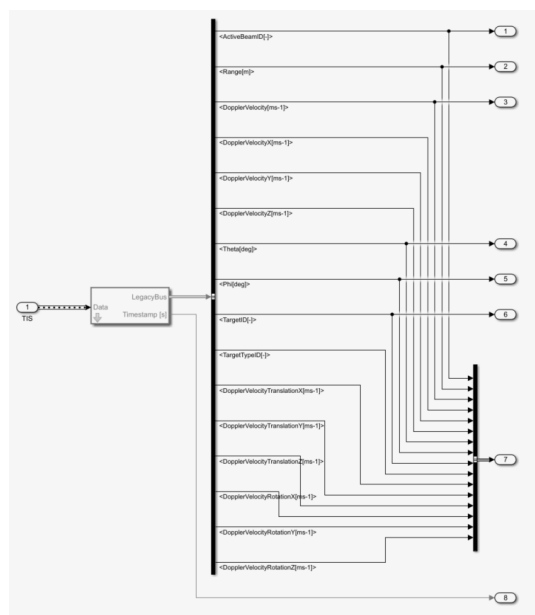 <ActiveBeamID[-]>
1
<Range[m]>
2
<DopplerVelocity[ms-1]>
3
<DopplerVelocityX[ms-1]>
<DopplerVelocityY[ms-1]>
<DopplerVelocityZ[ms-1]>
<Theta[deg]>
4
<Phi[deg]>
5
LegacyBus
1
Data
TIS
Timestamp [s]
<TargetID[-]>
6
<TargetTypeID[-]>
<DopplerVelocityTranslationX[ms-1]>
<DopplerVelocityTranslationY[ms-1]>
<DopplerVelocityTranslationZ[ms-1]>
7
<DopplerVelocityRotationX[ms-1]>
<DopplerVelocityRotationY[ms-1]>
<DopplerVelocityRotationZ[ms-1]>
8